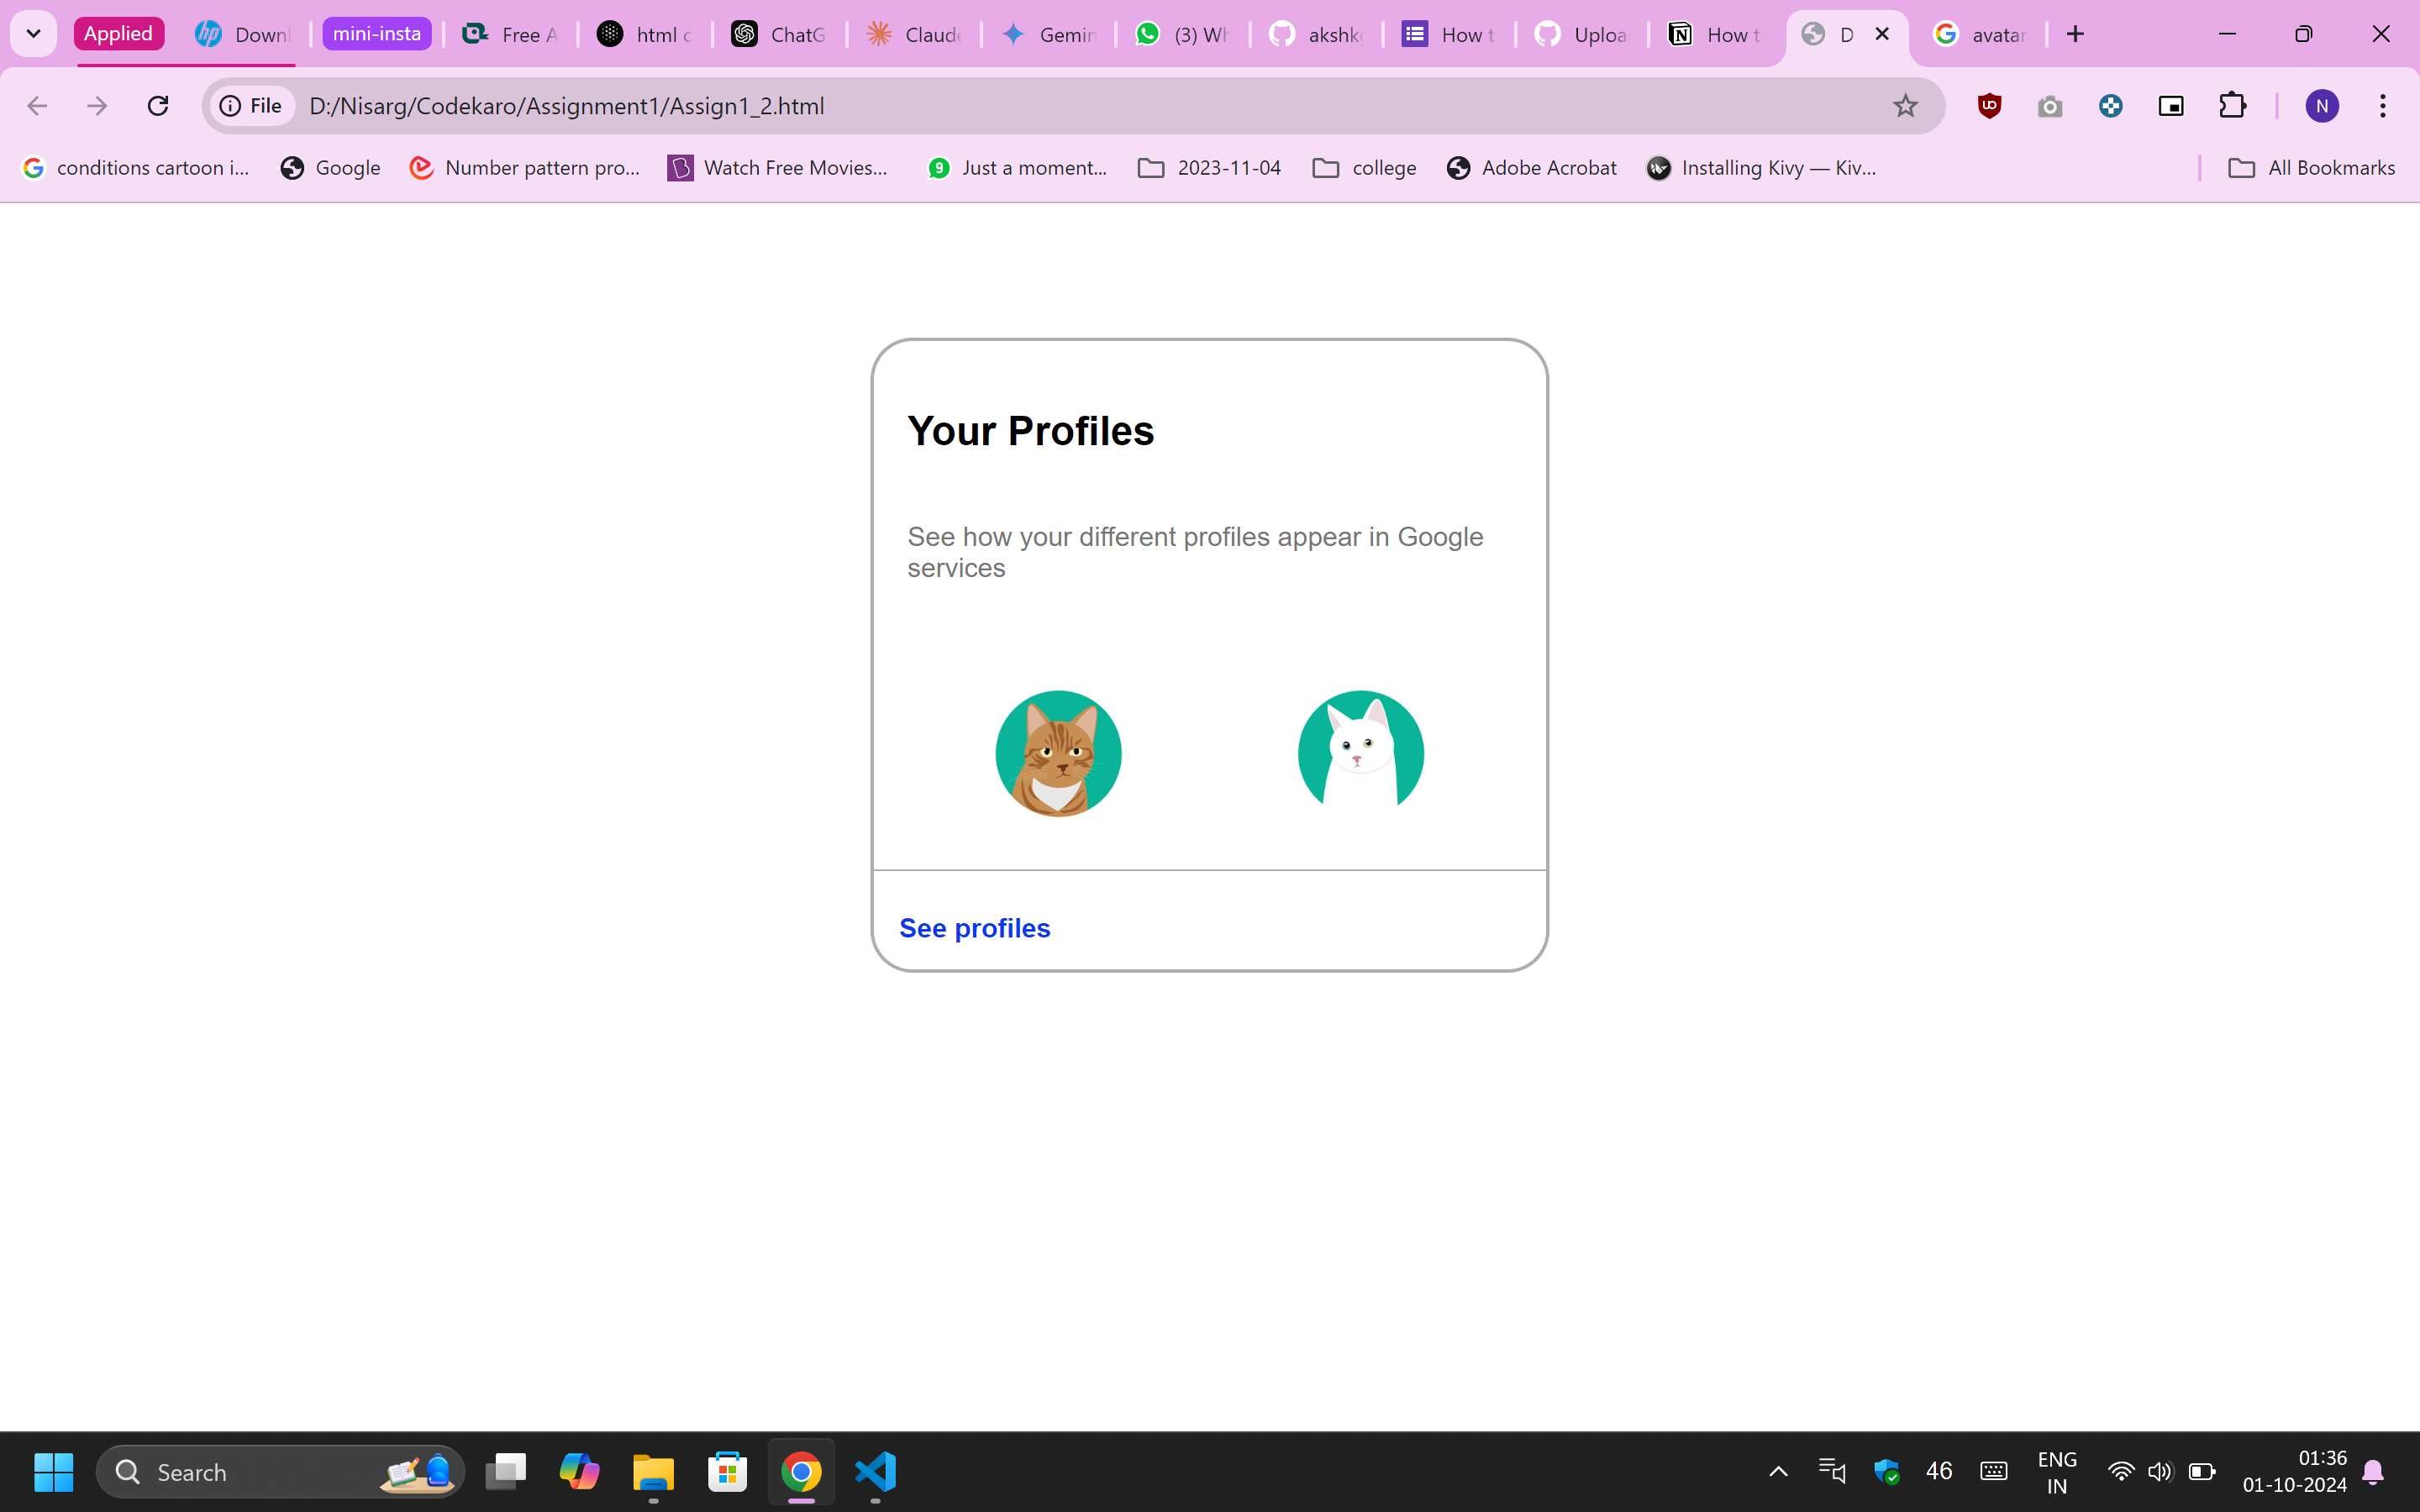 Applied
Downl
mini-insta
Free A
html c
ChatG
Claude
Gemin
(3) Wh
akshkg
How t
Uploa
How t
D
avatar
File
D:/Nisarg/Codekaro/Assignment1/Assign1_2.html
N
conditions cartoon i...
Google
Number pattern pro...
Watch Free Movies...
Just a moment...
2023-11-04
college
Adobe Acrobat
Installing Kivy — Kiv...
All Bookmarks
Your Profiles
See how your different profiles appear in Google
services
See profiles
Search
46
ENG
IN
01:36
01-10-2024